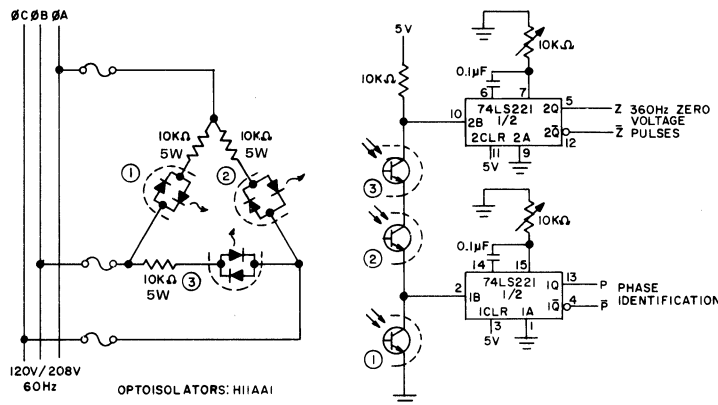 ØC ØB ØA
10KΩ
5W
10KΩ
5W
①
②
10KΩ
5W
③
120V/208V
60Hz
OPTOISOLATORS: H11AA1
5V
10KΩ
10KΩ
0.1µF
6
7
10
2B
74LS221
1/2
2CLR
2A
2Q
5
2Q̅
12
11
5V
9
Z 360Hz ZERO
VOLTAGE
Z̅ PULSES
③
②
10KΩ
0.1µF
14
15
2
1B
74LS221
1/2
1CLR
1A
1Q
13
1Q̅
4
3
5V
1
P PHASE
IDENTIFICATION
P̅
①